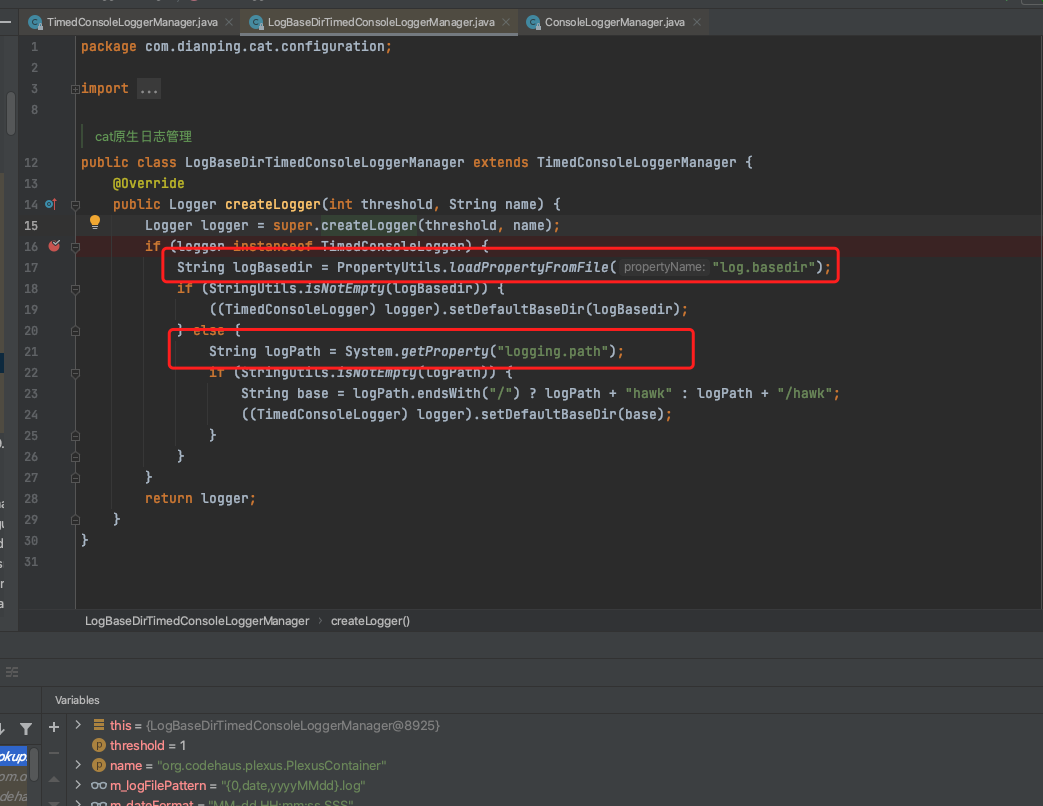 TimedConsoleLoggerManager.java
LogBaseDirTimedConsoleLoggerManager.java
ConsoleLoggerManager.java
1 package com.dianping.cat.configuration;
2
3 import ...
8
cat原生日志管理
12 public class LogBaseDirTimedConsoleLoggerManager extends TimedConsoleLoggerManager {
13 @Override
14 public Logger createLogger(int threshold, String name) {
15 Logger logger = super.createLogger(threshold, name);
16 if (logger instanceof TimedConsoleLogger) {
17 String logBasedir = PropertyUtils.loadPropertyFromFile( propertyName: "log.basedir");
18 if (StringUtils.isNotEmpty(logBasedir)) {
19 ((TimedConsoleLogger) logger).setDefaultBaseDir(logBasedir);
20 } else {
21 String logPath = System.getProperty("logging.path");
22 if (StringUtils.isNotEmpty(logPath)) {
23 String base = logPath.endsWith("/") ? logPath + "hawk" : logPath + "/hawk";
24 ((TimedConsoleLogger) logger).setDefaultBaseDir(base);
25 }
26 }
27 }
28 return logger;
29 }
30 }
31
LogBaseDirTimedConsoleLoggerManager › createLogger()
Variables
this = {LogBaseDirTimedConsoleLoggerManager@8925}
threshold = 1
name = "org.codehaus.plexus.PlexusContainer"
m_logFilePattern = "{0,date,yyyyMMdd}.log"
m_dateFormat = "MM-dd HH:mm:ss.SSS"